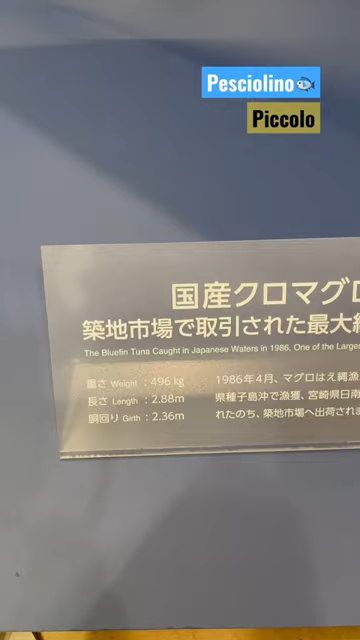 Pesciolino🐟
Piccolo
国産クロマグロ
築地市場で取引された最大級
The Bluefin Tuna Caught in Japanese Waters in 1986, One of the Large
重さ Weight : 496 kg
長さ Length : 2.88m
胴回り Girth : 2.36m
1986年4月、マグロはえ縄漁
県種子島沖で漁獲、宮崎県日南
れたのち、築地市場へ出荷されま